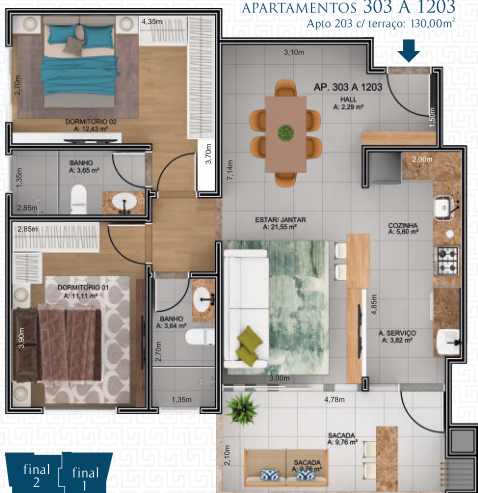 APARTAMENTOS 303 A 1203
Apto 203 c/ terraço: 130,00m²
4,35m
3,10m
2,70m
AP. 303 A 1203
HALL
A: 2,29 m²
1,50m
DORMITÓRIO 02
A: 12,43 m²
3,70m
2,00m
BANHO
A: 3,65 m²
1,35m
7,14m
2,85m
2,85m
ESTAR/ JANTAR
A: 21,55 m²
COZINHA
A: 5,60 m²
DORMITÓRIO 01
A: 11,11 m²
4,85m
BANHO
A: 3,64 m²
A. SERVIÇO
A: 3,82 m²
3,90m
2,70m
3,00m
1,35m
4,78m
2,10m
SACADA
A: 9,76 m²
SACADA
A: 9,76 m²
final
2
final
1